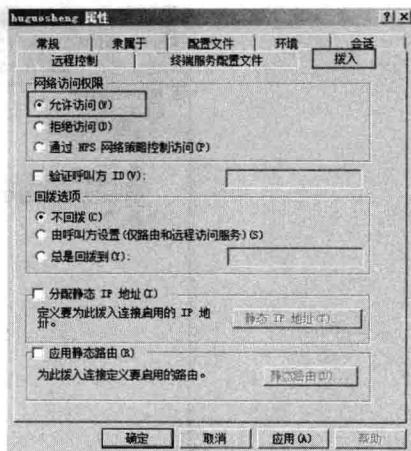 huguosheng 属性
常规 隶属于 配置文件 环境 会话
远程控制 终端服务配置文件 拨入
网络访问权限
允许访问(W)
拒绝访问(D)
通过 NPS 网络策略控制访问(P)
验证呼叫方 ID(V):
回拨选项
不回拨(C)
由呼叫方设置(仅路由和远程访问服务)(S)
总是回拨到(Y):
分配静态 IP 地址(I)
定义要为此拨入连接启用的 IP 地
址。
静态 IP 地址(T)...
应用静态路由(R)
为此拨入连接定义要启用的路由。
静态路由(U)...
确定 取消 应用(A) 帮助